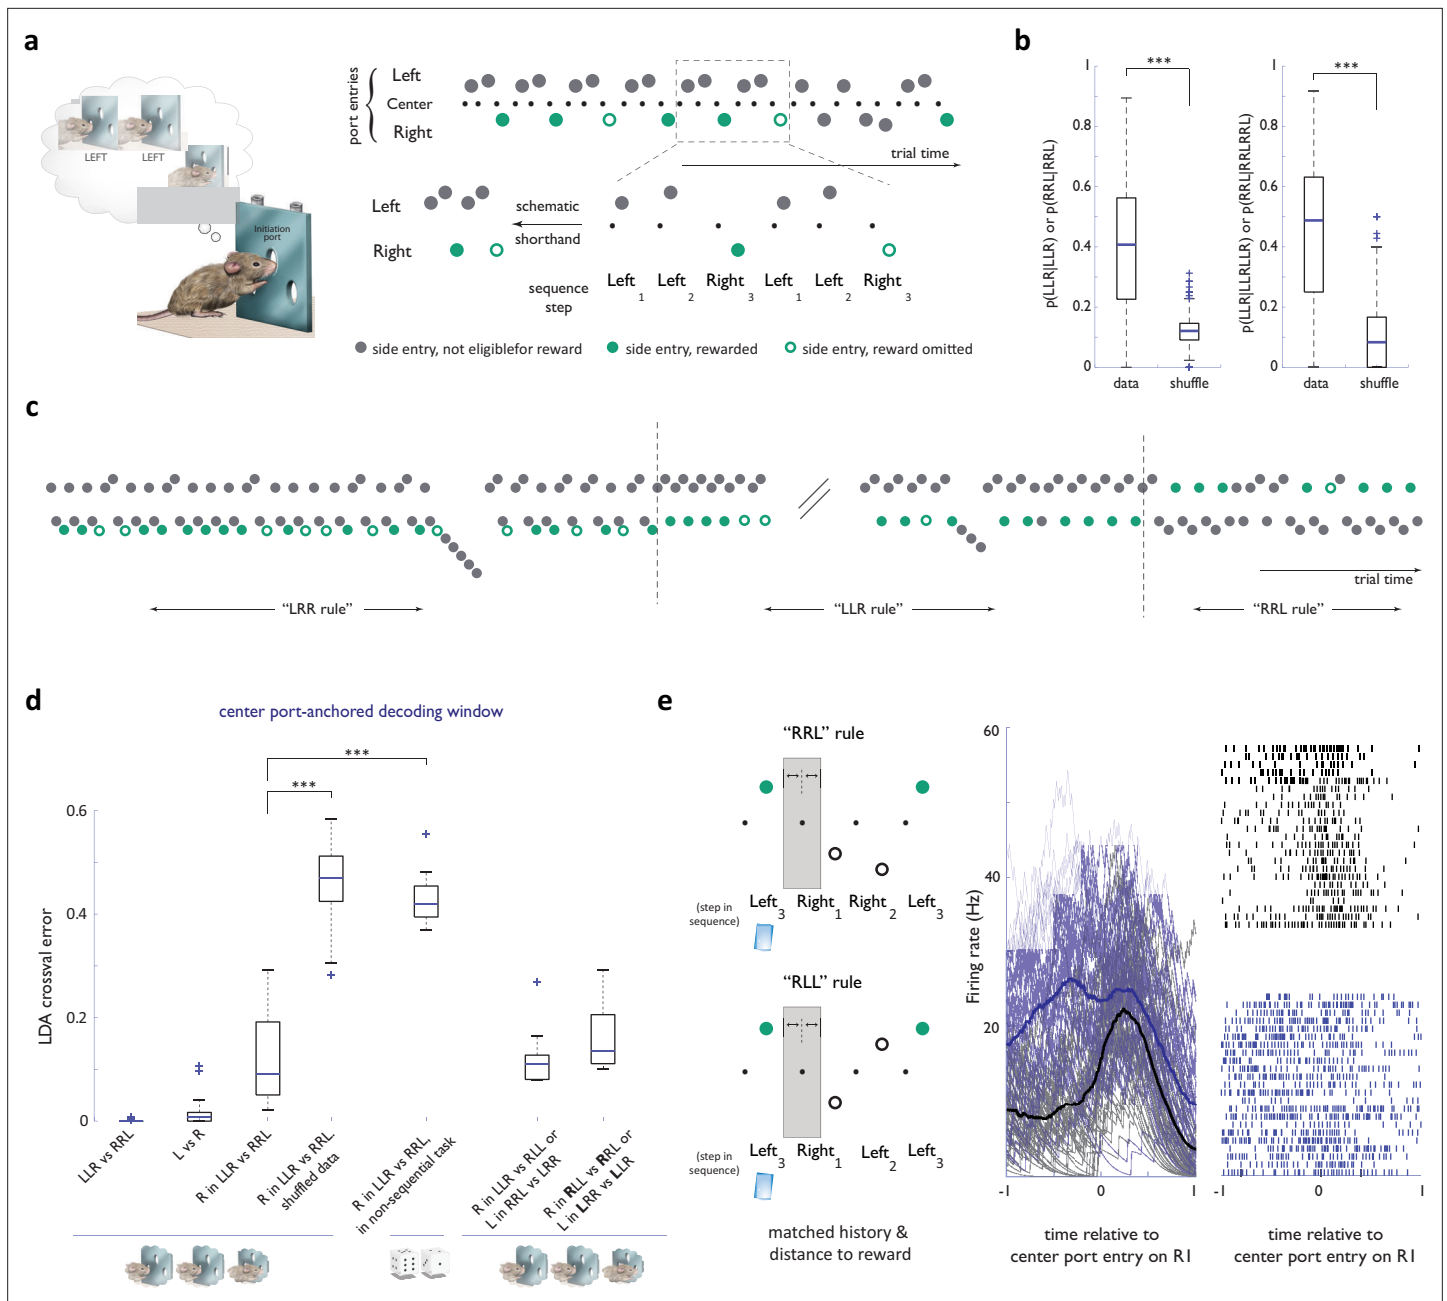 a
port entries
Left
Center
Right
trial time
LEFT
LEFT
Initiation
port
Left
Right
schematic
shorthand
sequence
step
Left 1 Left 2 Right 3 Left 1 Left 2 Right 3
side entry, not eligiblefor reward
side entry, rewarded
side entry, reward omitted
b
***
p(LLR|LLR) or p(RRL|RRL)
1
0.8
0.6
0.4
0.2
0
data shuffle
***
p(LLR|LLRLLR) or p(RRL|RRLRRL)
1
0.8
0.6
0.4
0.2
0
data shuffle
c
trial time
“LRR rule”
“LLR rule”
“RRL rule”
d
center port-anchored decoding window
***
***
LDA crossval error
0.6
0.4
0.2
0
LLR vs RRL
L vs R
R in LLR vs RRL
R in LLR vs RRL,
shuffled data
R in LLR vs RRL,
in non-sequential task
R in LLR vs RLL or
L in RRL vs LRR
R in RLL vs RRL or
L in LRR vs LLR
e
“RRL” rule
(step in
sequence)
Left 3 Right 1 Right 2 Left 3
“RLL” rule
(step in
sequence)
Left 3 Right 1 Left 2 Left 3
matched history &
distance to reward
Firing rate (Hz)
60
40
20
-1 0 1
time relative to
center port entry on R1
-1 0 1
-1 0 1
time relative to
center port entry on R1